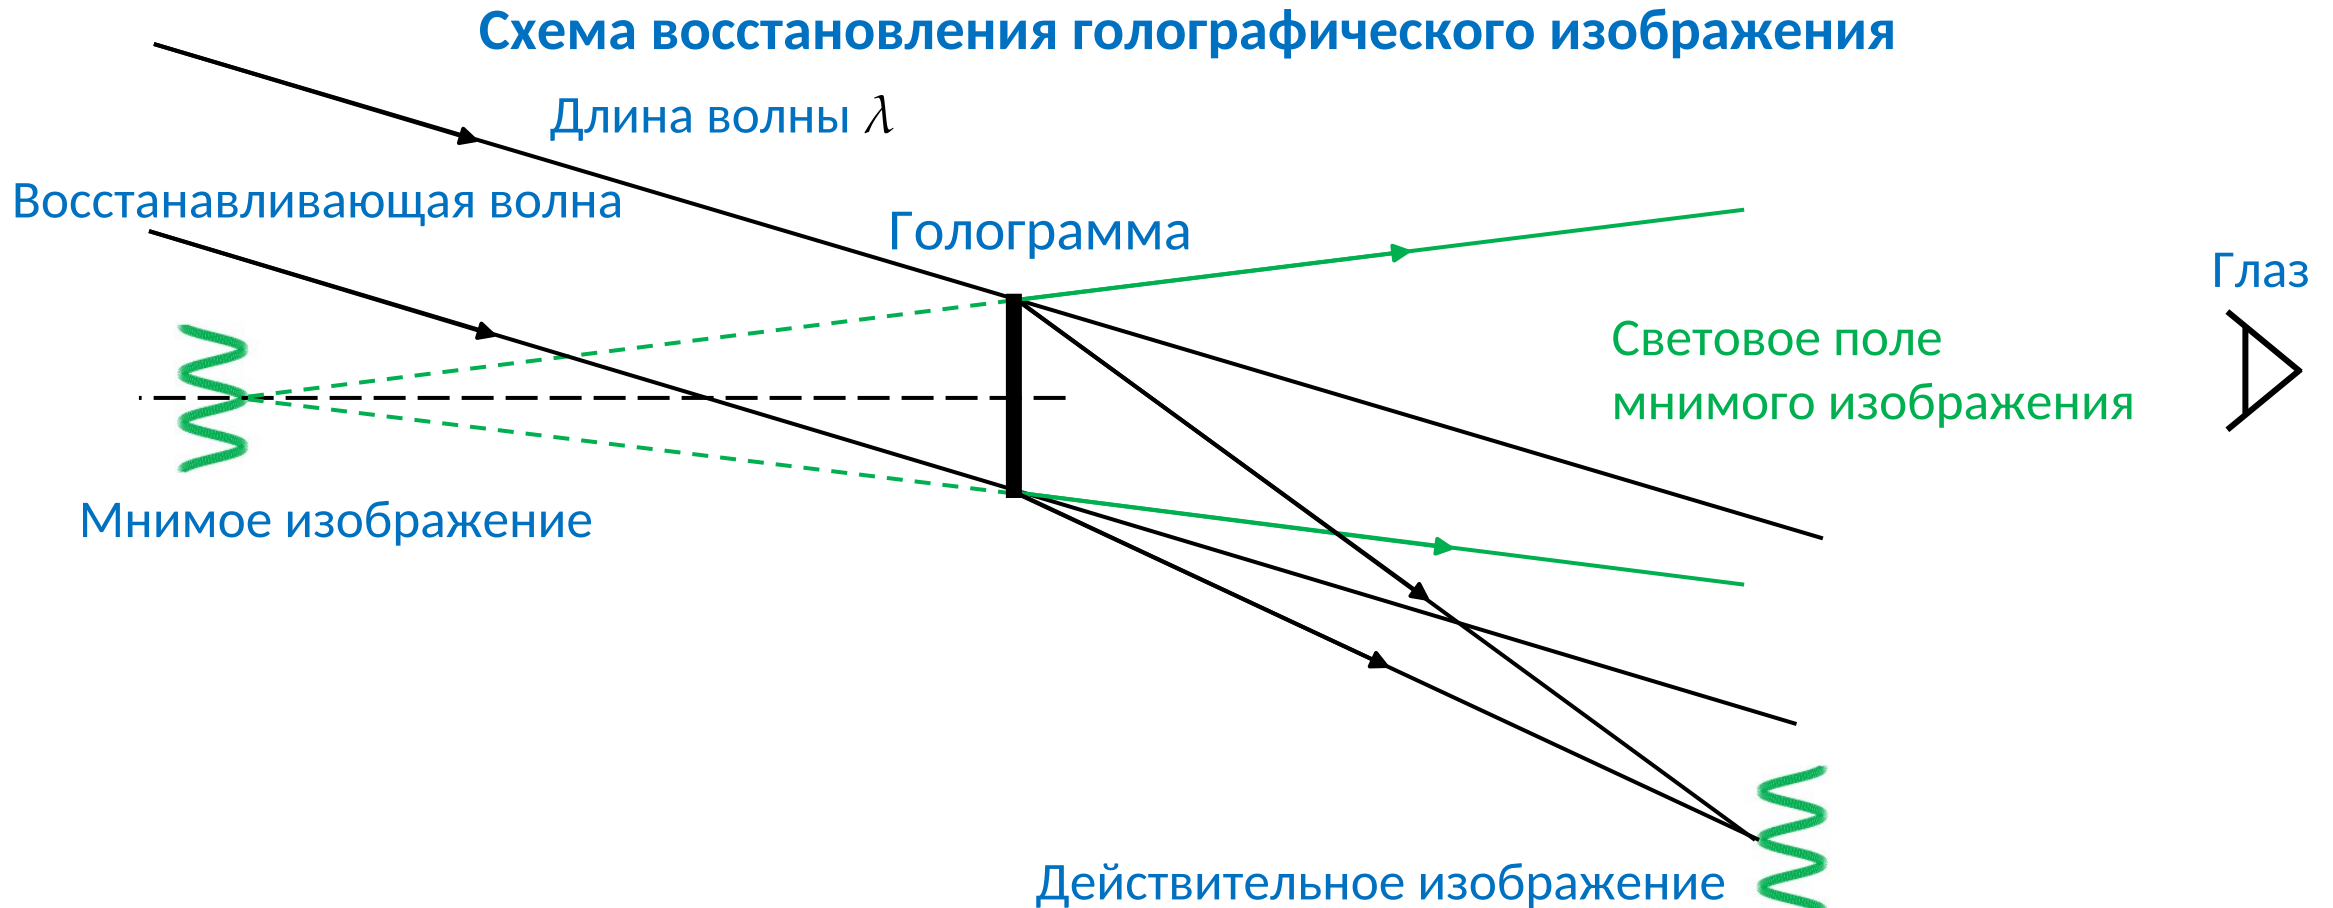 Схема восстановления голографического изображения
Длина волны λ
Восстанавливающая волна
Голограмма
Глаз
Световое поле
мнимого изображения
Мнимое изображение
Действительное изображение